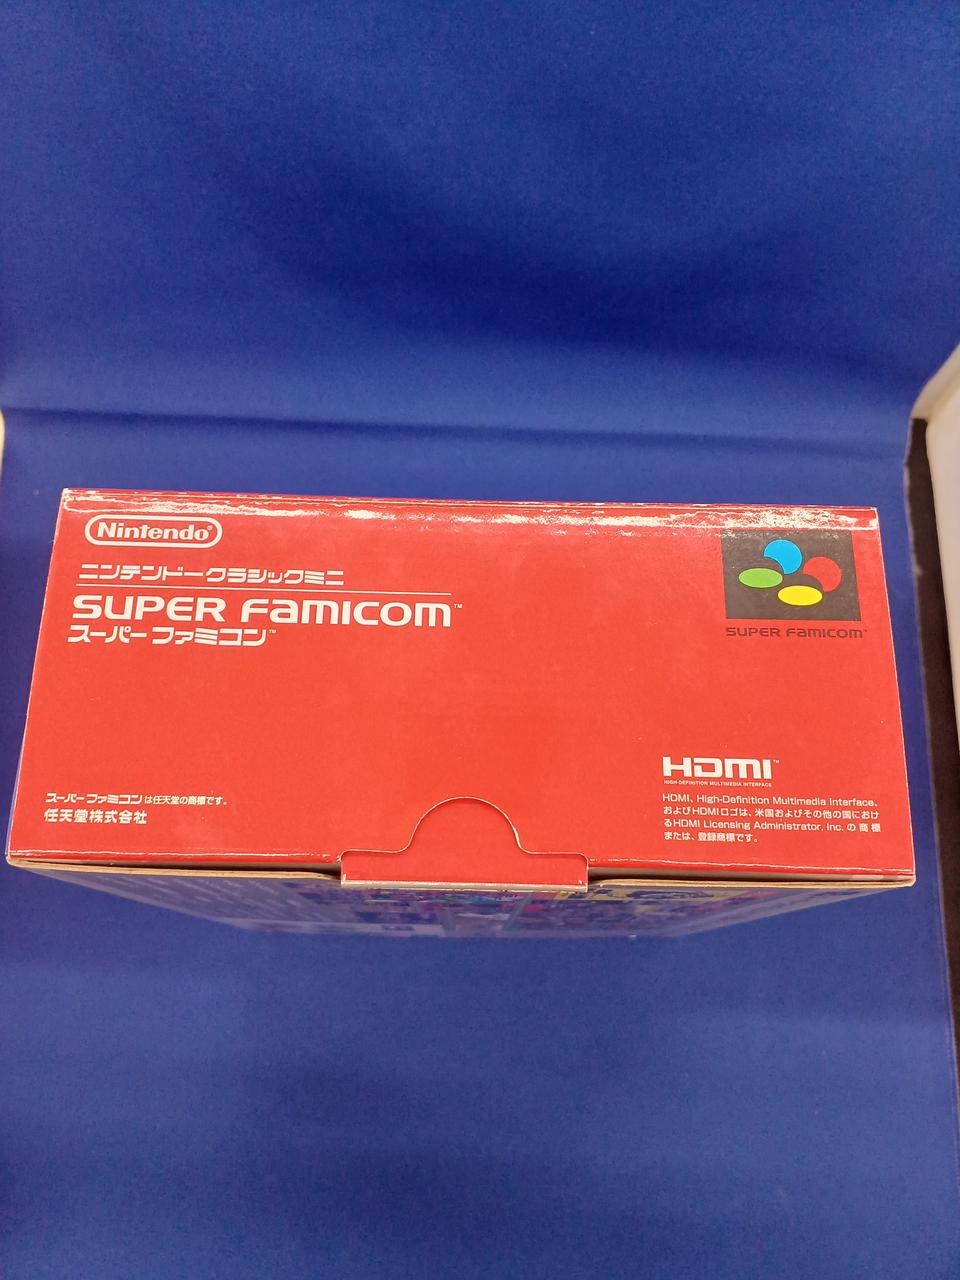 Nintendo
ニンテンドークラシックミニ
SUPER FAMICOM™
スーパーファミコン™
SUPER FAMICOM™
HDMI™
HIGH-DEFINITION MULTIMEDIA INTERFACE
スーパーファミコンは任天堂の商標です。
任天堂株式会社
HDMI、High-Definition Multimedia Interface、
およびHDMIロゴは、米国およびその他の国におけ
るHDMI Licensing Administrator, Inc. の商標
または、登録商標です。